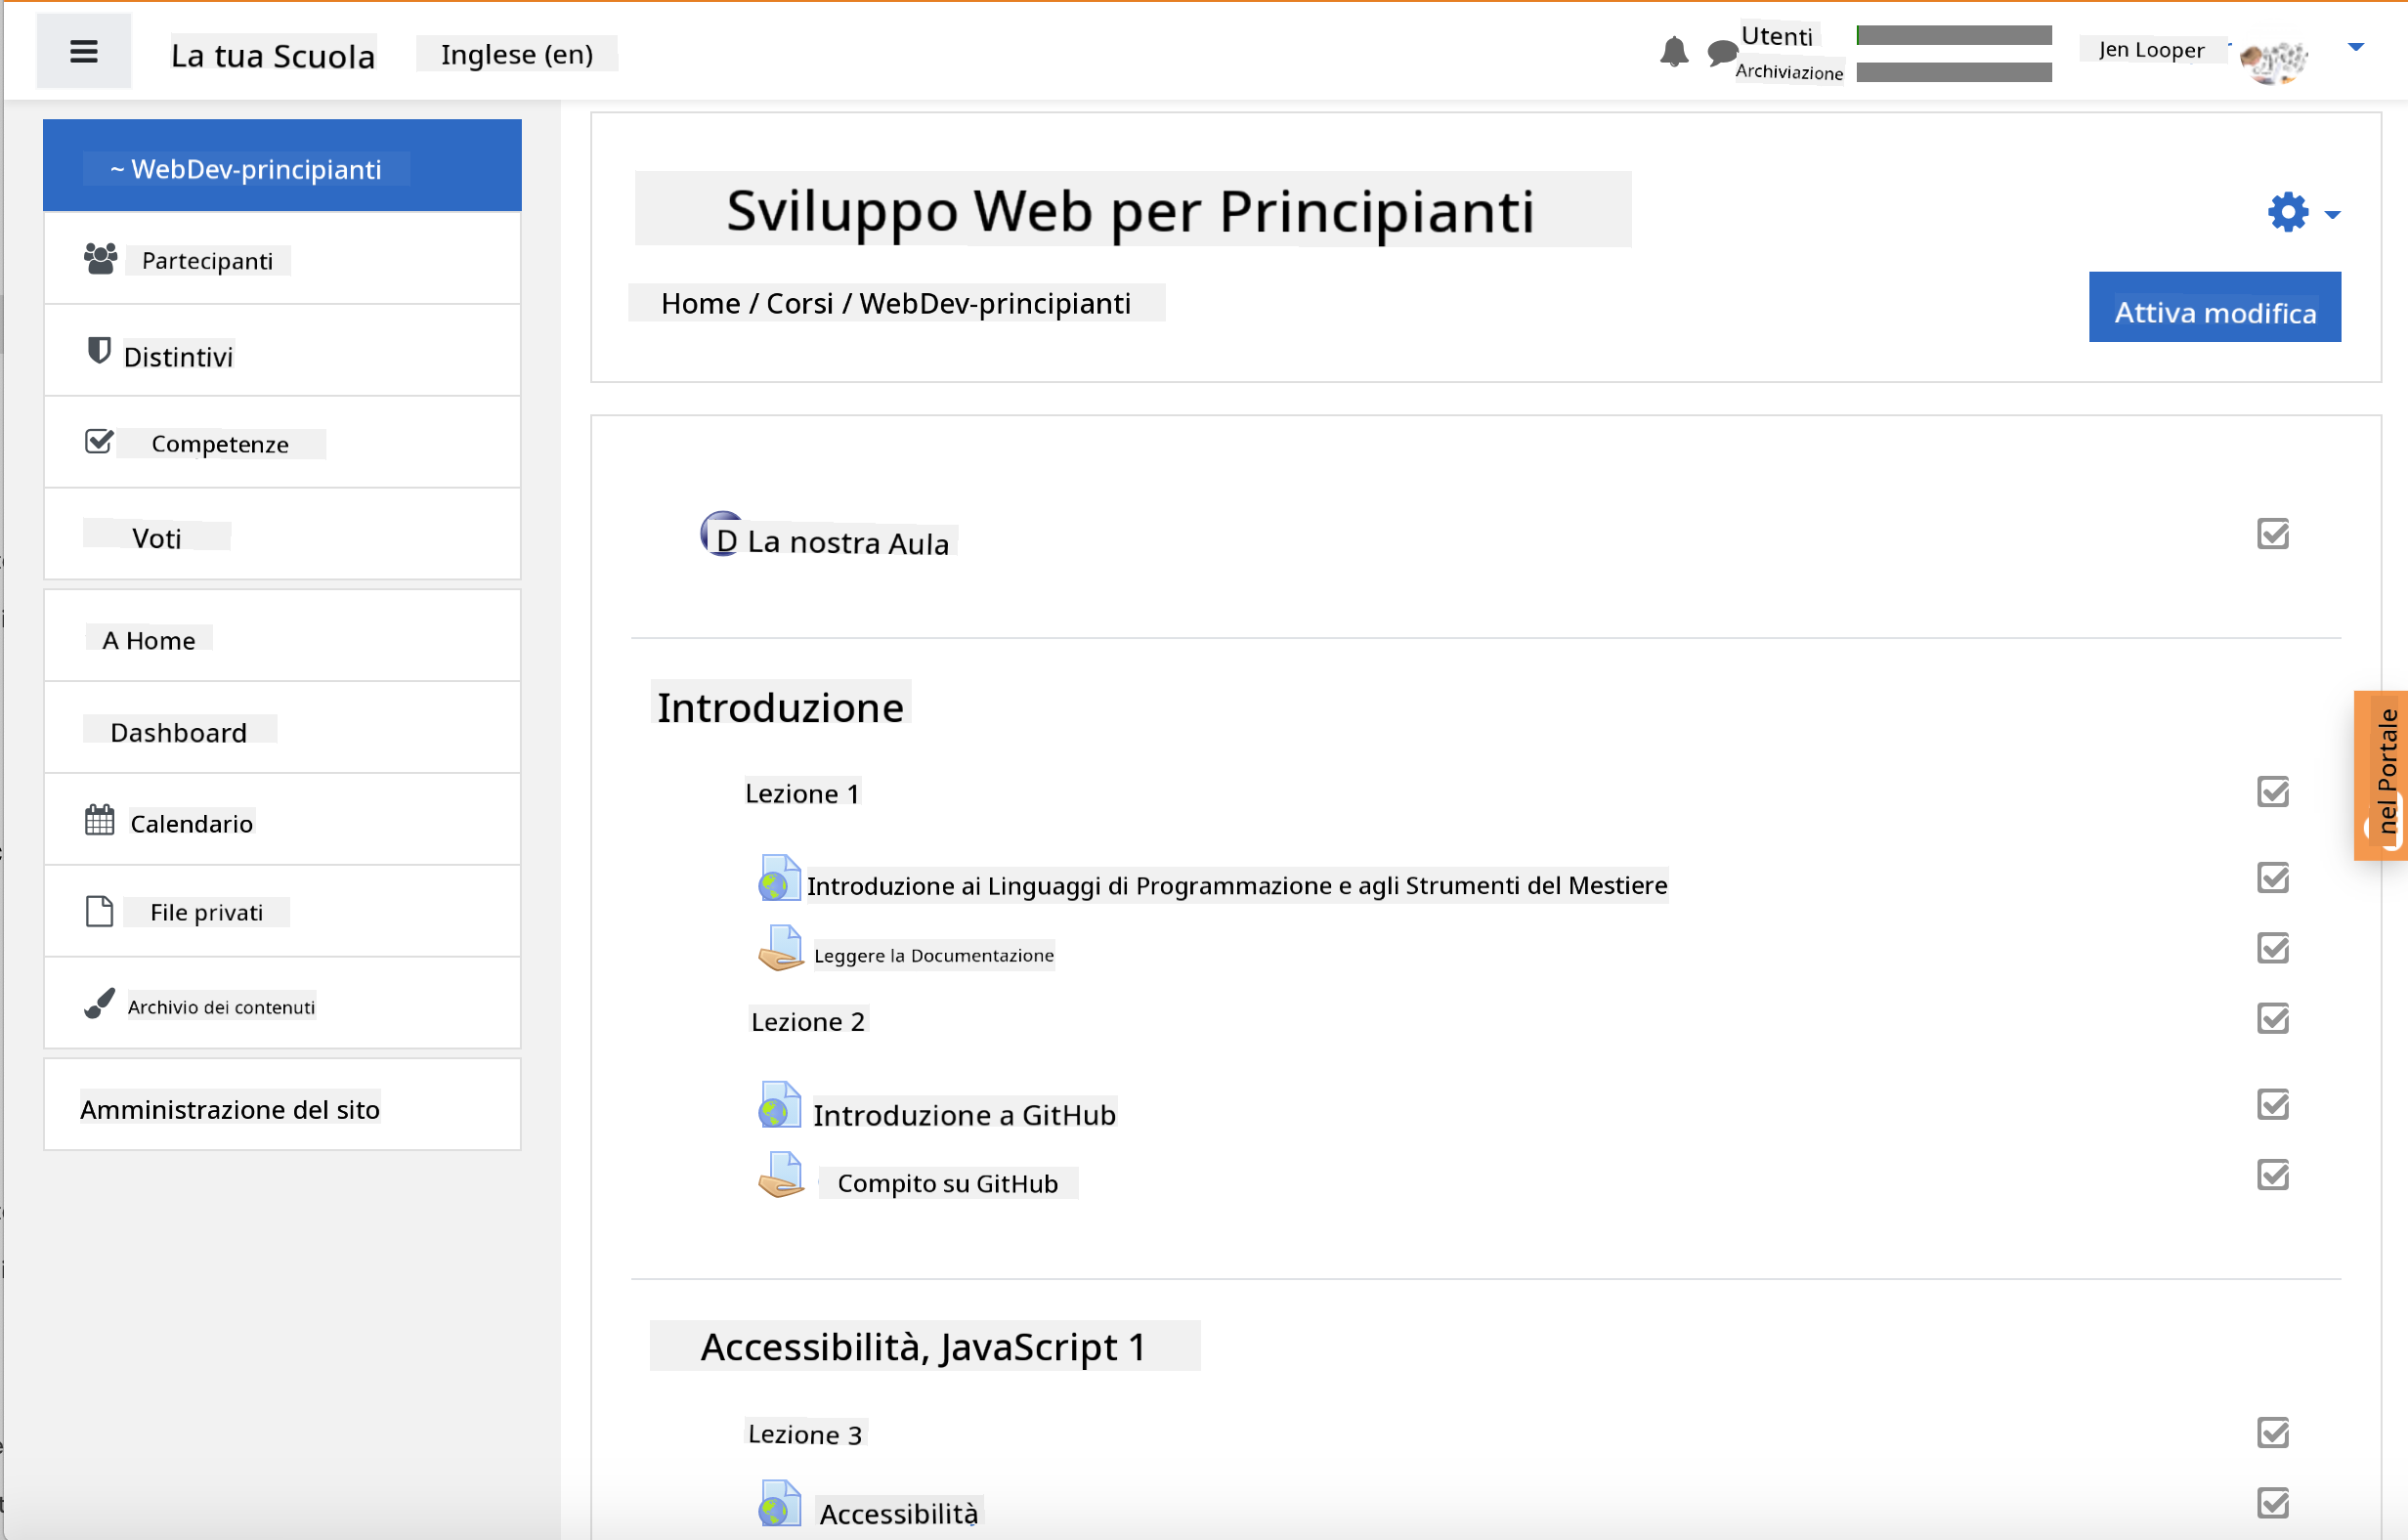 La tua Scuola
Inglese (en)
Utenti
Archiviazione
Jen Looper
~ WebDev-principianti
Partecipanti
Distintivi
Competenze
Voti
A Home
Dashboard
Calendario
File privati
Archivio dei contenuti
Amministrazione del sito
Sviluppo Web per Principianti
Home / Corsi / WebDev-principianti
Attiva modifica
D La nostra Aula
Introduzione
Lezione 1
Introduzione ai Linguaggi di Programmazione e agli Strumenti del Mestiere
Leggere la Documentazione
Lezione 2
Introduzione a GitHub
Compito su GitHub
Accessibilità, JavaScript 1
Lezione 3
Accessibilità
nel Portale